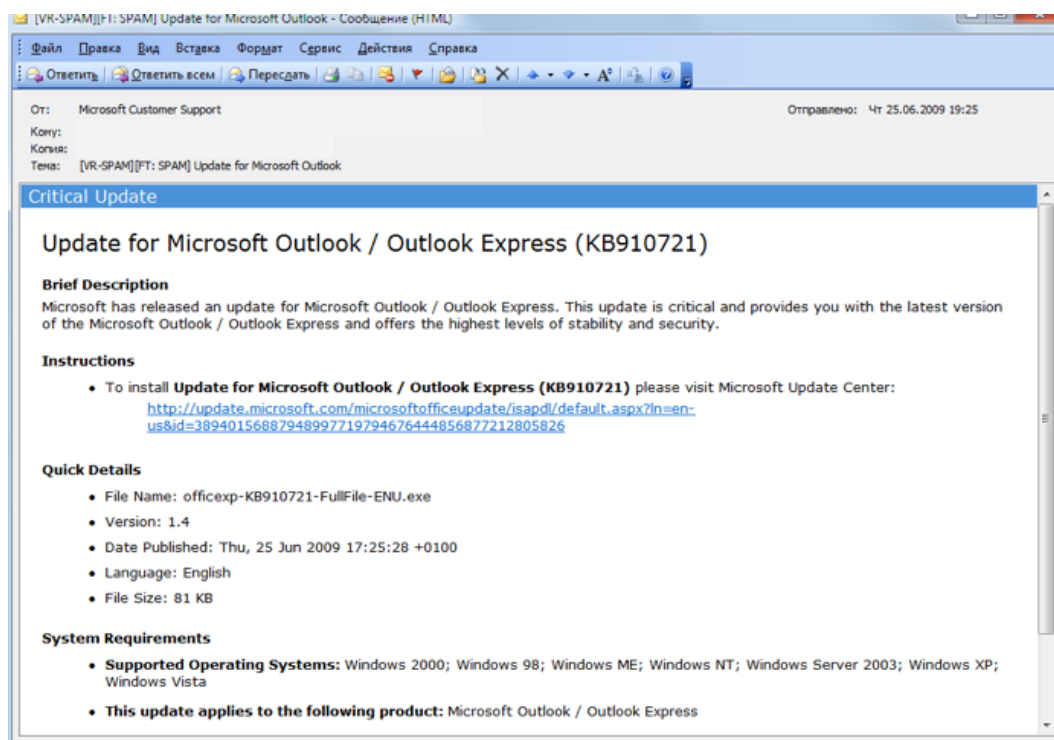 [VR-SPAM][FT: SPAM] Update for Microsoft Outlook - Сообщение (HTML)
Файл Правка Вид Вставка Формат Сервис Действия Справка
Ответить Ответить всем Переслать
От: Microsoft Customer Support Отправлено: Чт 25.06.2009 19:25
Кому:
Копия:
Тема: [VR-SPAM][FT: SPAM] Update for Microsoft Outlook
Critical Update
Update for Microsoft Outlook / Outlook Express (KB910721)
Brief Description
Microsoft has released an update for Microsoft Outlook / Outlook Express. This update is critical and provides you with the latest version
of the Microsoft Outlook / Outlook Express and offers the highest levels of stability and security.
Instructions
• To install Update for Microsoft Outlook / Outlook Express (KB910721) please visit Microsoft Update Center:
http://update.microsoft.com/microsoftofficeupdate/isapdl/default.aspx?ln=en-
us&id=3894015688794899771979467644485687721280​5826
Quick Details
• File Name: officexp-KB910721-FullFile-ENU.exe
• Version: 1.4
• Date Published: Thu, 25 Jun 2009 17:25:28 +0100
• Language: English
• File Size: 81 KB
System Requirements
• Supported Operating Systems: Windows 2000; Windows 98; Windows ME; Windows NT; Windows Server 2003; Windows XP;
Windows Vista
• This update applies to the following product: Microsoft Outlook / Outlook Express